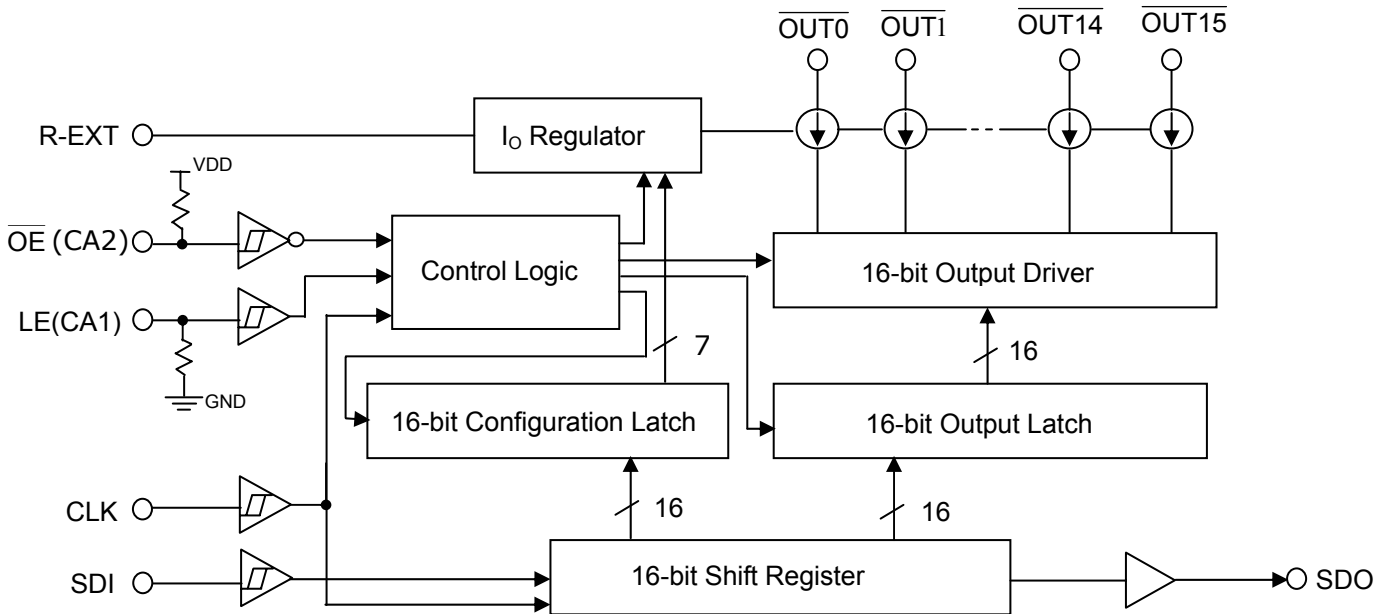 OUT0 OUT1 OUT14 OUT15
R-EXT
I_O Regulator
VDD
OE (CA2)
Control Logic
16-bit Output Driver
LE(CA1)
7
16
GND
16-bit Configuration Latch
16-bit Output Latch
CLK
16
16
SDI
16-bit Shift Register
SDO